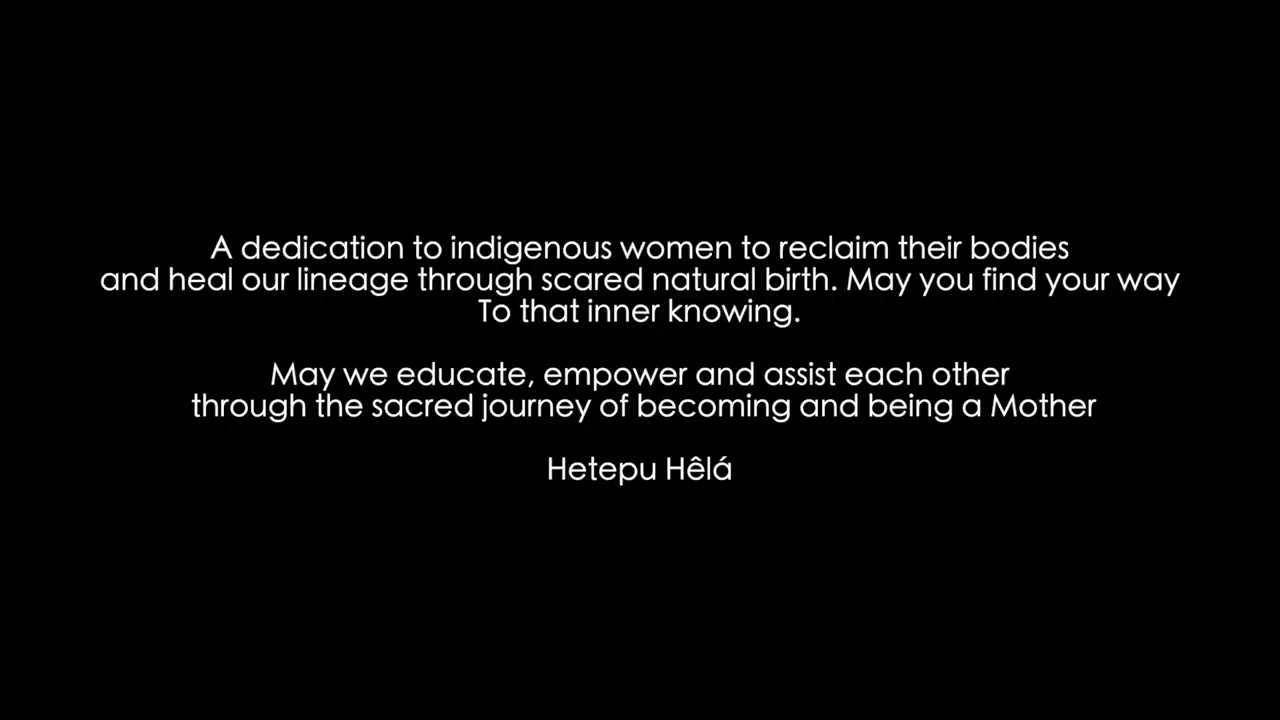 A dedication to indigenous women to reclaim their bodies
and heal our lineage through scared natural birth. May you find your way
To that inner knowing.
May we educate, empower and assist each other
through the sacred journey of becoming and being a Mother
Hetepu Hêlá